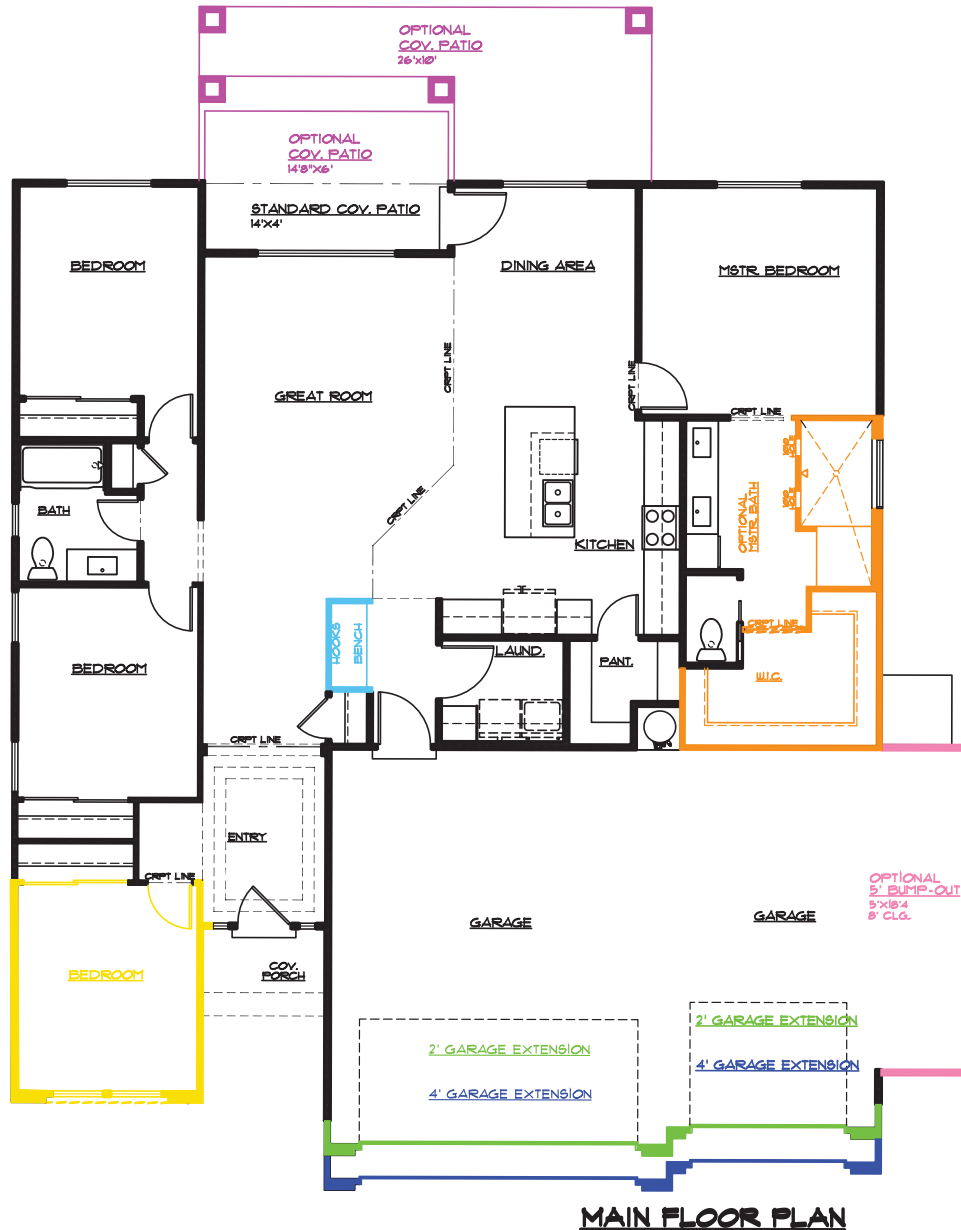 OPTIONAL
COV. PATIO
26'x10'
OPTIONAL
COV. PATIO
14'8"X6'
STANDARD COV. PATIO
14'X4'
BEDROOM
DINING AREA
MSTR. BEDROOM
CRPT LINE
CRPT LINE
GREAT ROOM
CRPT LINE
BATH
CRPT LINE
KITCHEN
OPTIONAL
MSTR BATH
CRPT LINE
HOOKS
BENCH
LAUND.
PANT.
W.I.C.
BEDROOM
CRPT LINE
ENTRY
CRPT LINE
BEDROOM
COV.
PORCH
GARAGE
GARAGE
OPTIONAL
5' BUMP-OUT
5'X18'4
8' CLG.
2' GARAGE EXTENSION
4' GARAGE EXTENSION
2' GARAGE EXTENSION
4' GARAGE EXTENSION
MAIN FLOOR PLAN